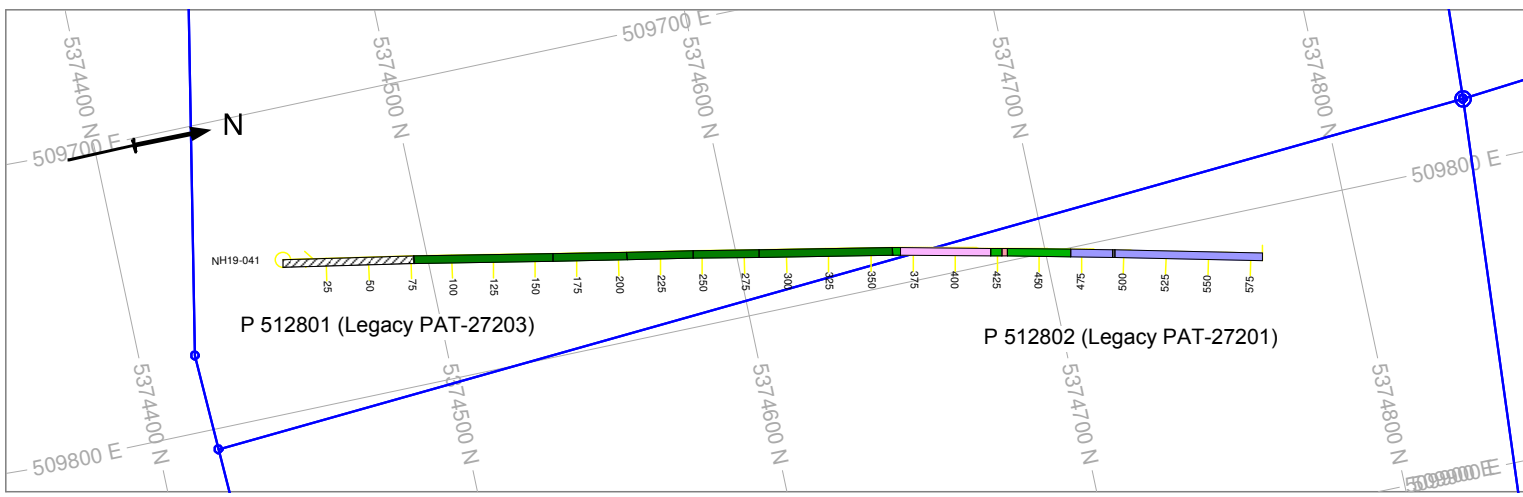 5374400 N
5374500 N
509700 E
5374600 N
5374700 N
5374800 N
N
509700 E
509800 E
NH19-041
25
50
75
100
125
150
175
200
225
250
275
300
325
350
375
400
425
450
475
500
525
550
575
P 512801 (Legacy PAT-27203)
P 512802 (Legacy PAT-27201)
5374400 N
5374500 N
5374600 N
5374700 N
5374800 N
509800 E
509900 E